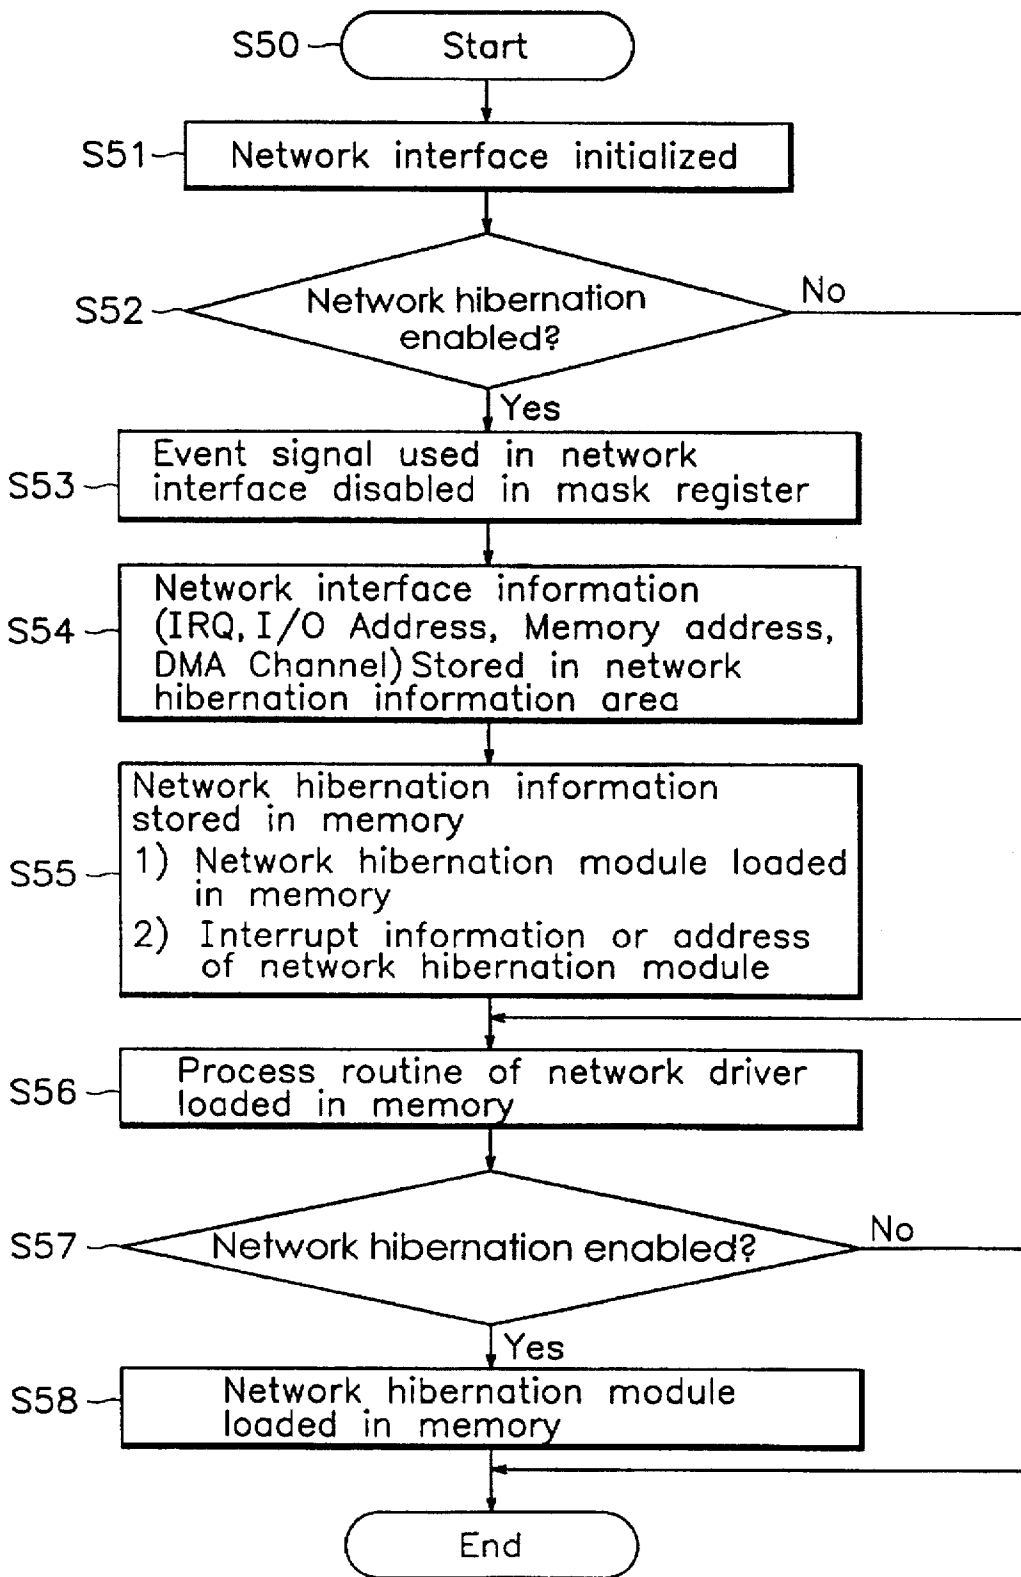 S50
Start
S51
Network interface initialized
S52
Network hibernation
enabled?
No
Yes
S53
Event signal used in network
interface disabled in mask register
S54
Network interface information
(IRQ, I/O Address, Memory address,
DMA Channel) Stored in network
hibernation information area
S55
Network hibernation information
stored in memory
1) Network hibernation module loaded
in memory
2) Interrupt information or address
of network hibernation module
S56
Process routine of network driver
loaded in memory
S57
Network hibernation enabled?
No
Yes
S58
Network hibernation module
loaded in memory
End